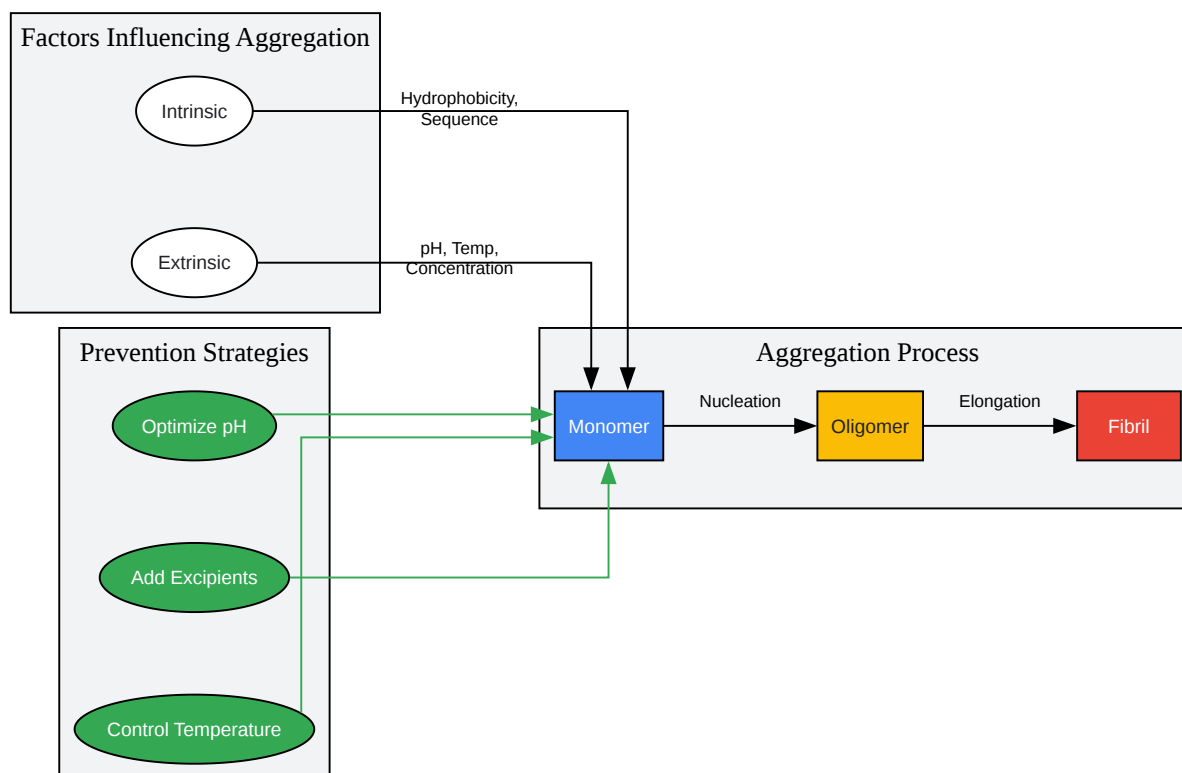 Factors Influencing Aggregation
Intrinsic
Hydrophobicity,
Sequence
Extrinsic
pH, Temp,
Concentration
Prevention Strategies
Optimize pH
Add Excipients
Control Temperature
Aggregation Process
Monomer
Nucleation
Oligomer
Elongation
Fibril